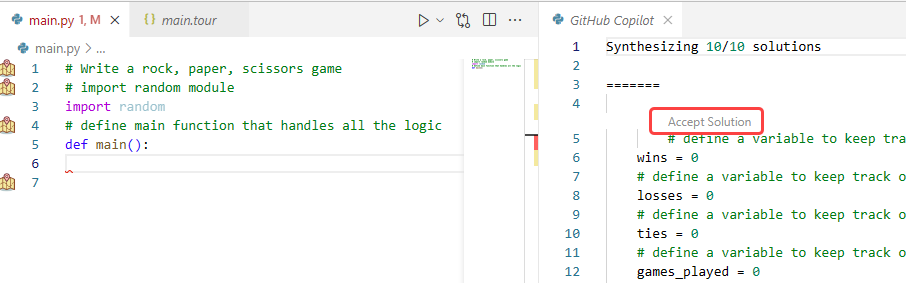 main.py 1, M
main.tour
main.py > ...
1 # Write a rock, paper, scissors game
2 # import random module
3 import random
4 # define main function that handles all the logic
5 def main():
6
7
GitHub Copilot
1 Synthesizing 10/10 solutions
2
3 =======
4
Accept Solution
5 # define a variable to keep tra
6 wins = 0
7 # define a variable to keep track o
8 losses = 0
9 # define a variable to keep track o
10 ties = 0
11 # define a variable to keep track o
12 games_played = 0